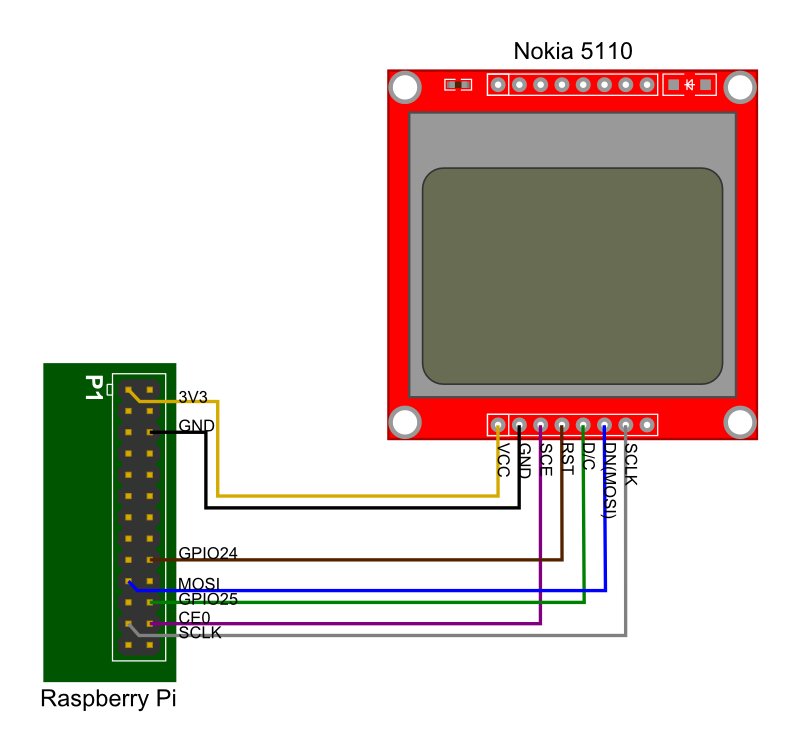 Nokia 5110
P1
3V3
GND
GPIO24
MOSI
GPIO25
CE0
SCLK
VCC
GND
SCE
RST
D/C
DN(MOSI)
SCLK
Raspberry Pi